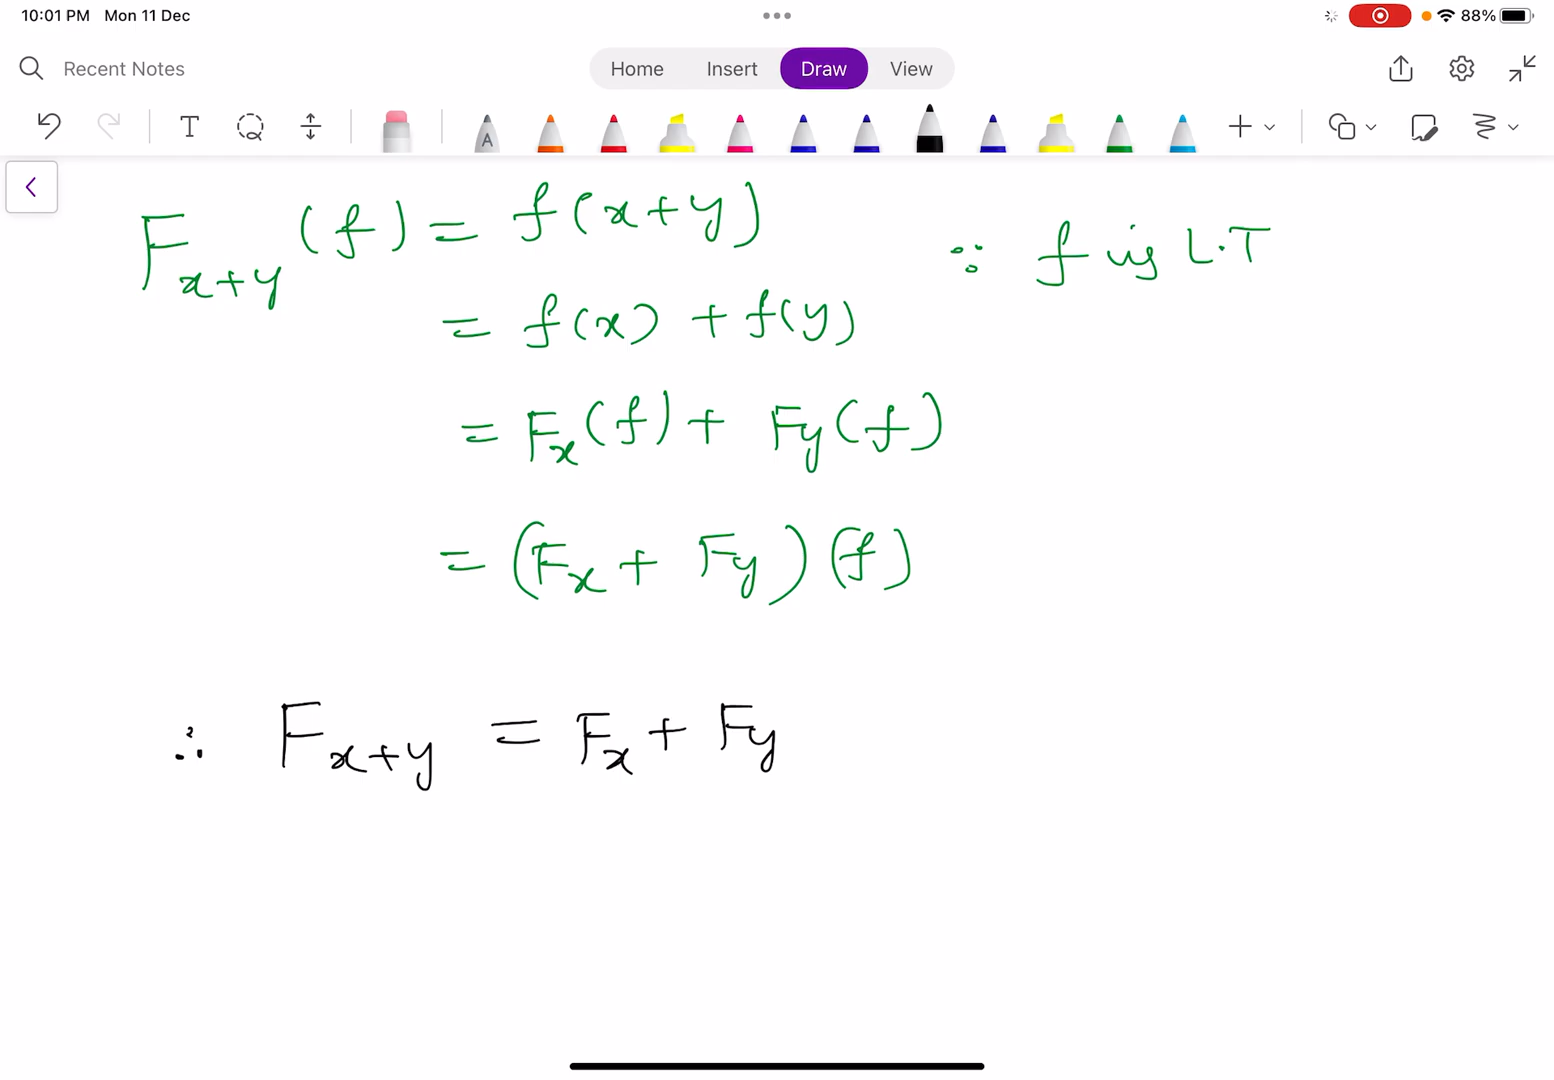 10:01 PM Mon 11 Dec 88%
Recent Notes Home Insert Draw View
T A
F_{x+y} (f) = f(x+y) ∵ f is L.T
= f(x) + f(y)
= F_x(f) + F_y(f)
= (F_x + F_y)(f)
∴ F_{x+y} = F_x + F_y